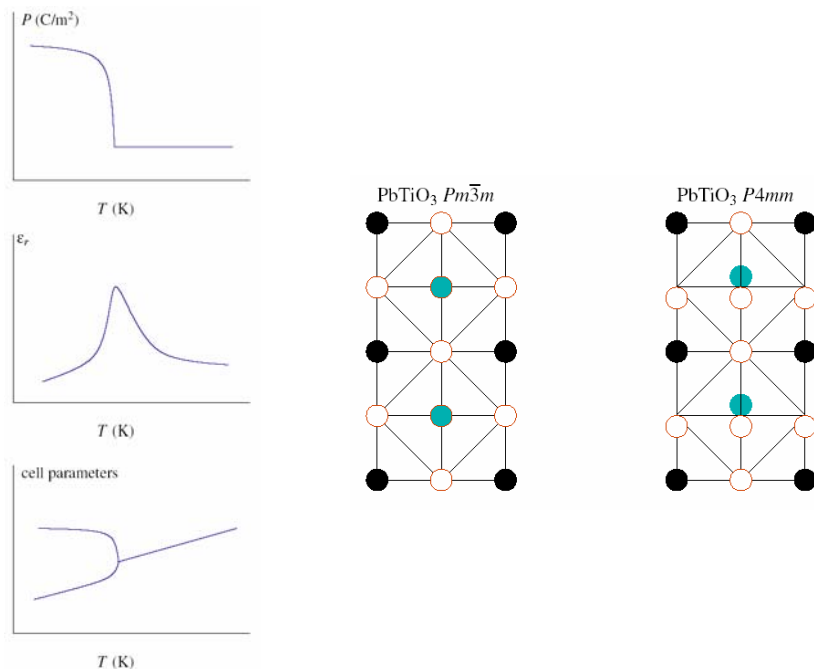 P (C/m²)
T (K)
εᵣ
T (K)
cell parameters
T (K)
PbTiO₃ Pm3̅m
PbTiO₃ P4mm